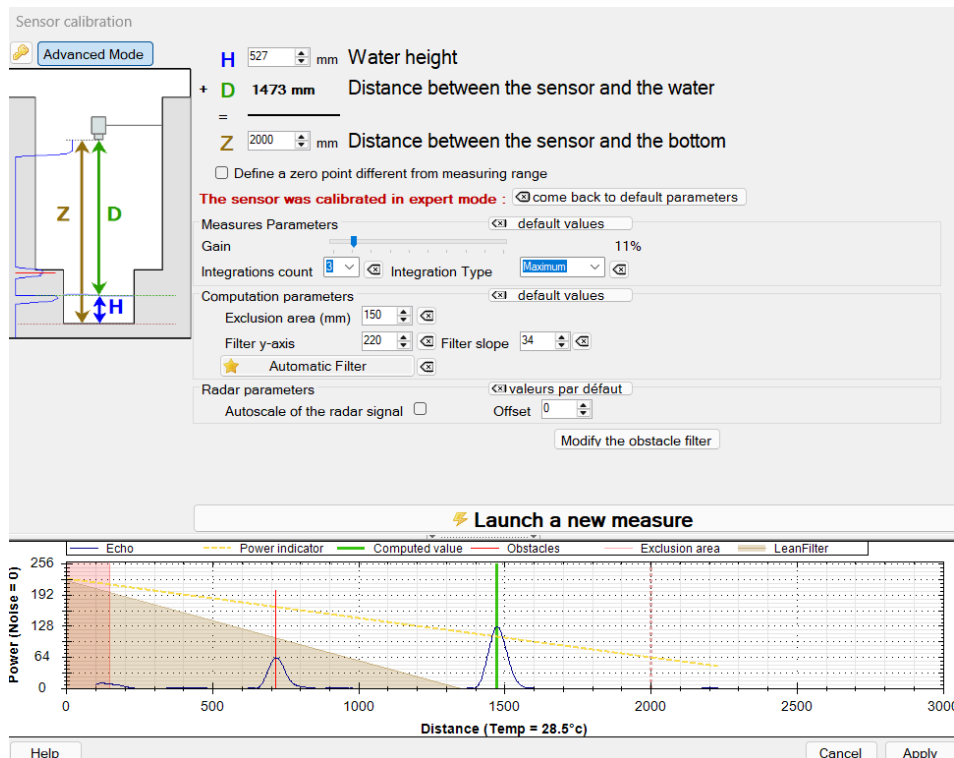 Sensor calibration
Advanced Mode
H 527 mm Water height
+ D 1473 mm Distance between the sensor and the water
=
Z 2000 mm Distance between the sensor and the bottom
Define a zero point different from measuring range
The sensor was calibrated in expert mode : come back to default parameters
Z D H
Measures Parameters default values
Gain 11%
Integrations count 3 Integration Type Maximum
Computation parameters default values
Exclusion area (mm) 150
Filter y-axis 220 Filter slope 34
Automatic Filter
Radar parameters valeurs par défaut
Autoscale of the radar signal Offset 0
Modify the obstacle filter
Launch a new measure
Echo Power indicator Computed value Obstacles Exclusion area LeanFilter
Power (Noise = 0)
256
192
128
64
0
0 500 1000 1500 2000 2500 3000
Distance (Temp = 28.5°c)
Help Cancel Apply